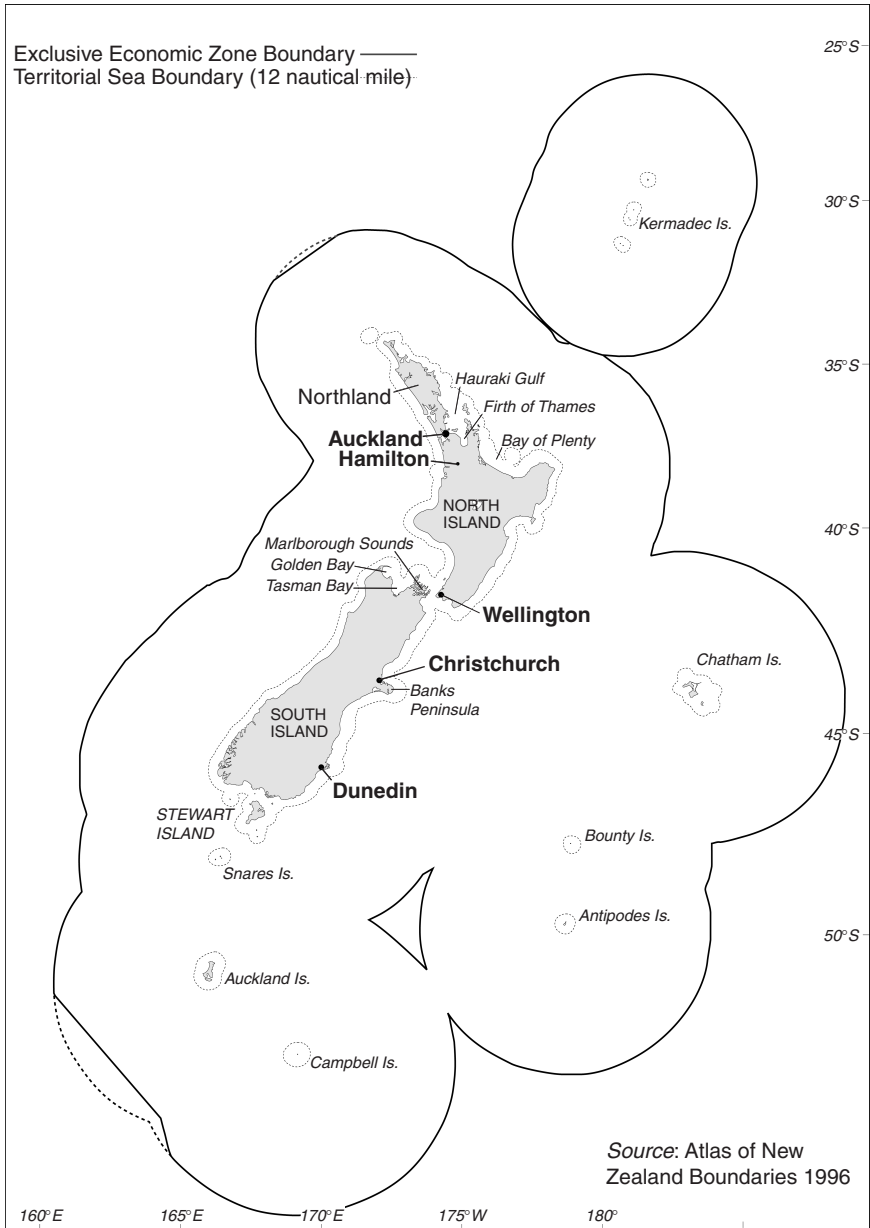 Exclusive Economic Zone Boundary
Territorial Sea Boundary (12 nautical mile)
25°S
30°S
Kermadec Is.
35°S
Hauraki Gulf
Northland
Firth of Thames
Auckland
Bay of Plenty
Hamilton
NORTH
ISLAND
40°S
Marlborough Sounds
Golden Bay
Tasman Bay
Wellington
Christchurch
Chatham Is.
Banks
Peninsula
SOUTH
ISLAND
45°S
Dunedin
STEWART
ISLAND
Bounty Is.
Snares Is.
Antipodes Is.
50°S
Auckland Is.
Campbell Is.
Source: Atlas of New
Zealand Boundaries 1996
160°E
165°E
170°E
175°W
180°